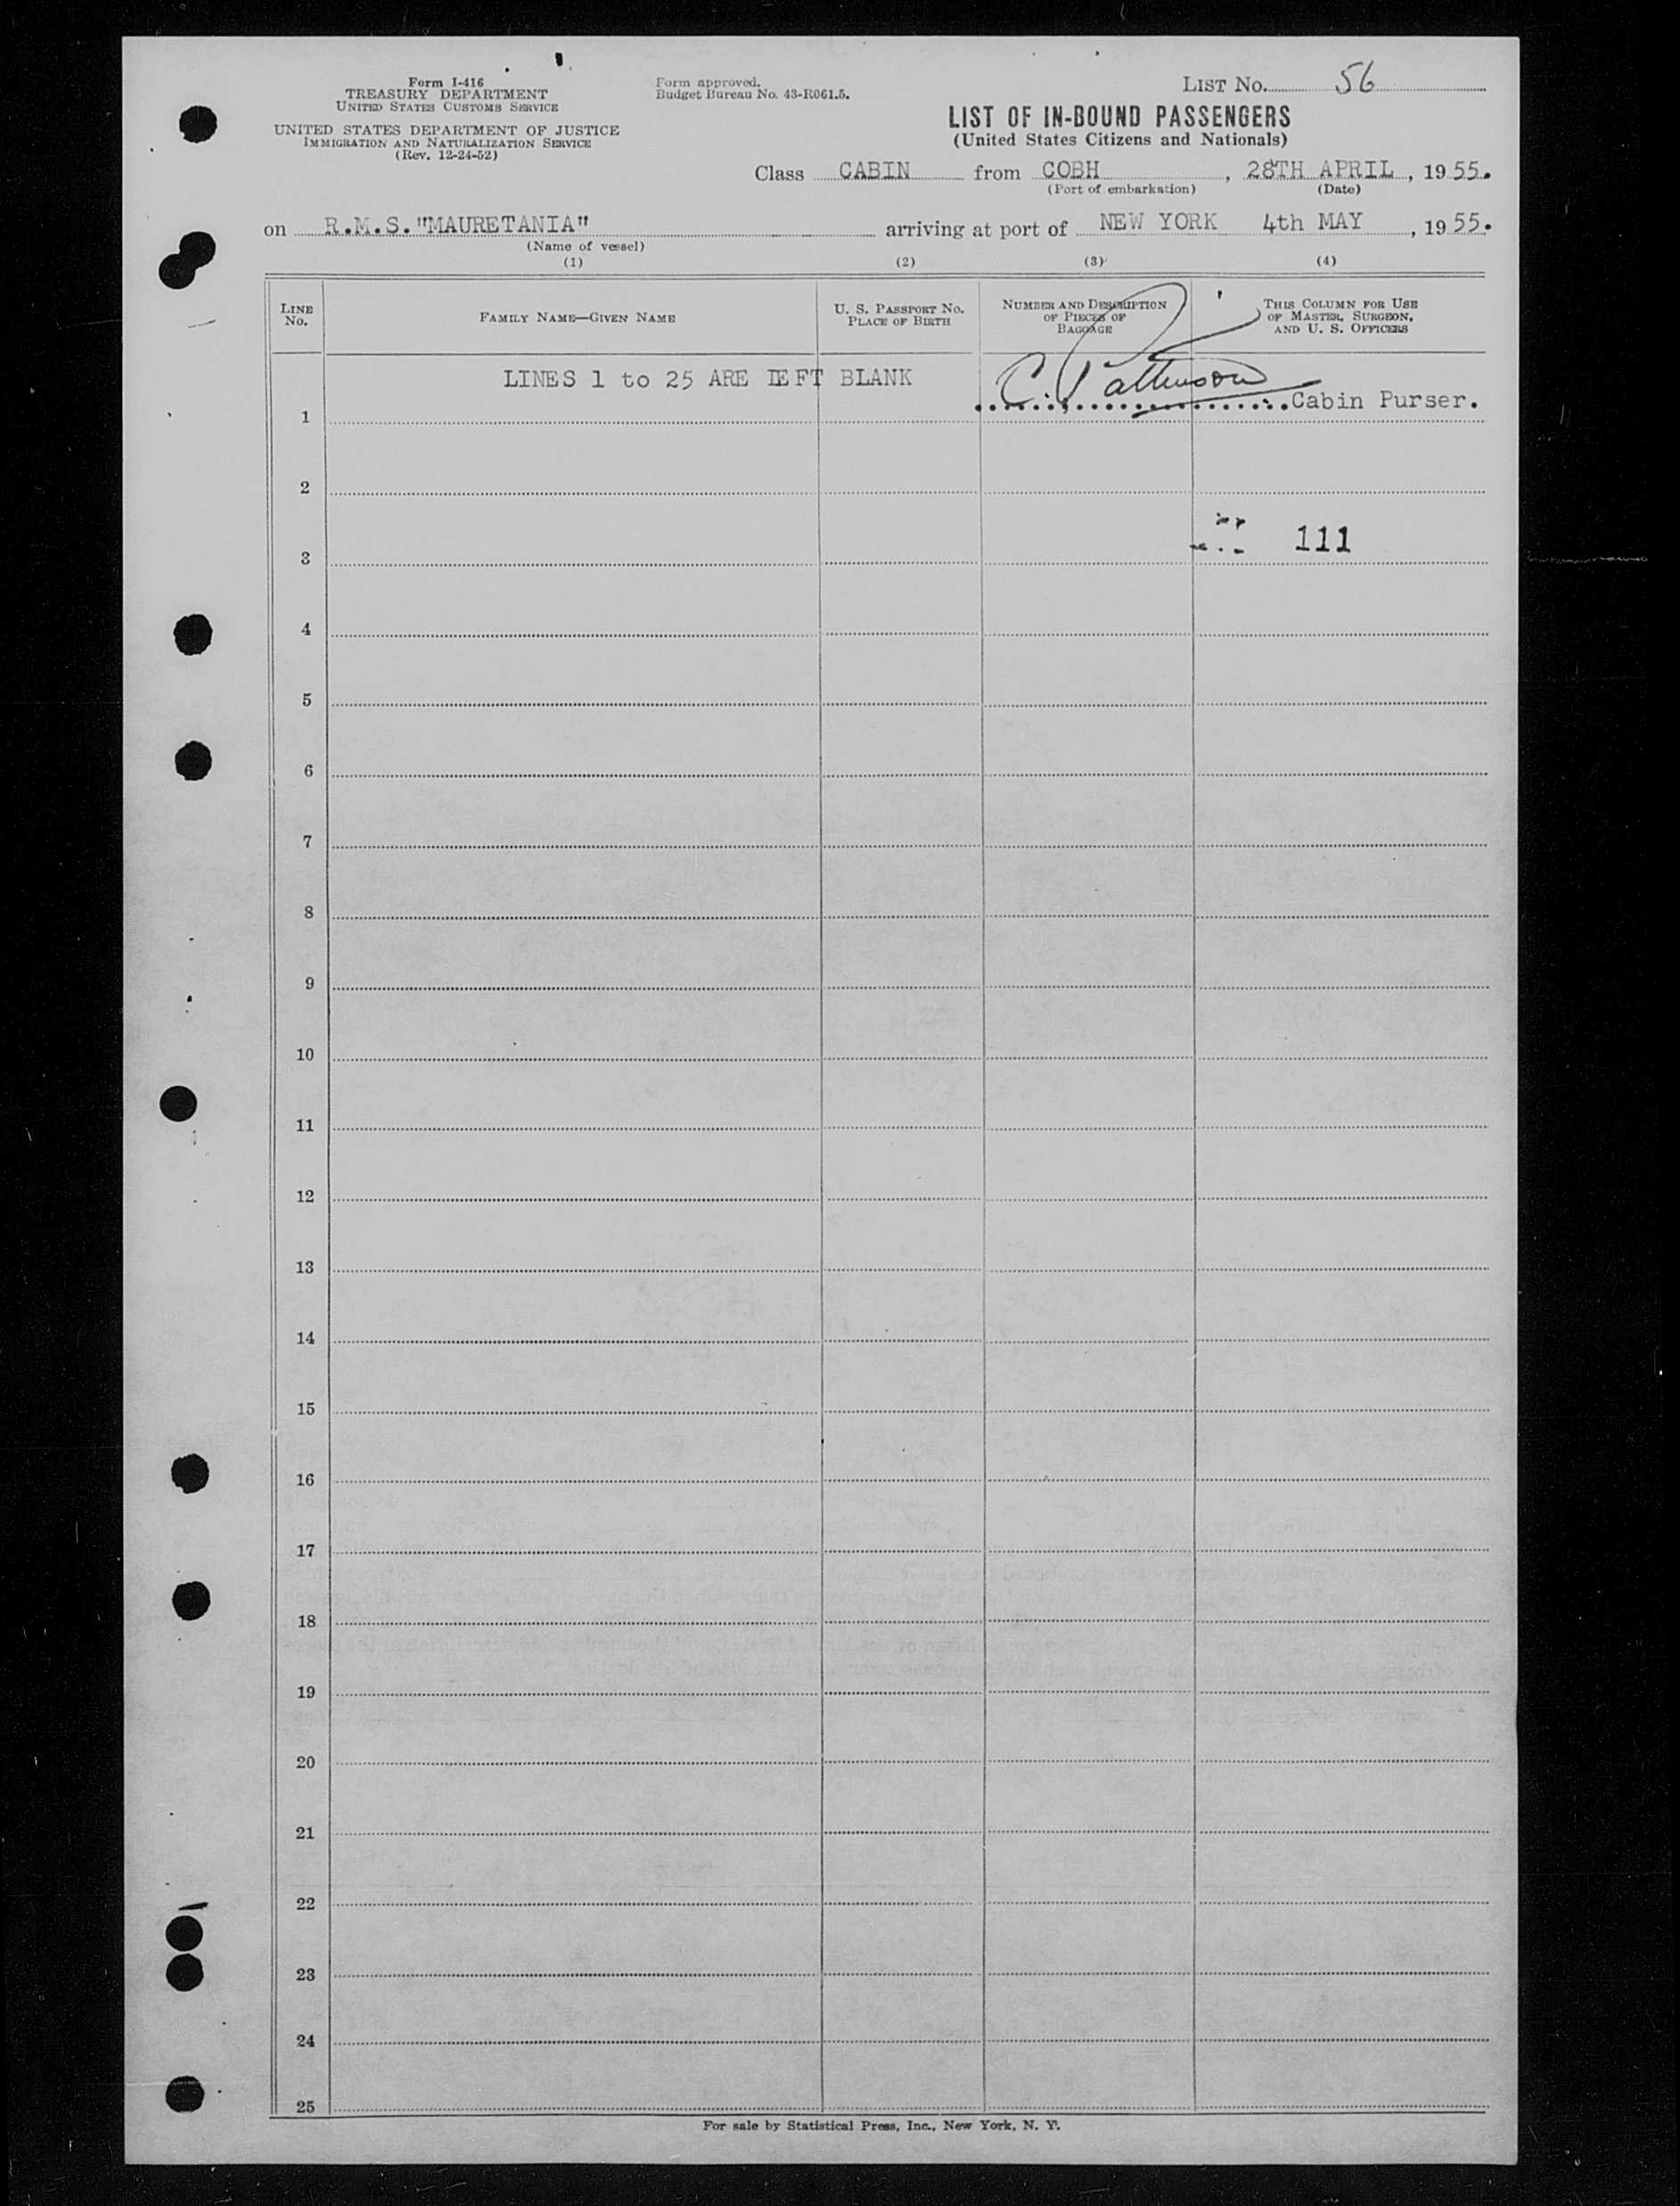 Form I-416
TREASURY DEPARTMENT
UNITED STATES CUSTOMS SERVICE
UNITED STATES DEPARTMENT OF JUSTICE
IMMIGRATION AND NATURALIZATION SERVICE
(Rev. 12-24-52)
Form approved.
Budget Bureau No. 43-R061.5.
LIST NO. 56
LIST OF IN-BOUND PASSENGERS
(United States Citizens and Nationals)
Class CABIN from COBH, 28TH APRIL, 1955.
(Port of embarkation) (Date)
on R.M.S."MAURETANIA" arriving at port of NEW YORK 4th MAY, 1955.
(Name of vessel)
(1) (2) (3) (4)
LINE NO.
FAMILY NAME—GIVEN NAME
U. S. PASSPORT NO.
PLACE OF BIRTH
NUMBER AND DESCRIPTION
OF PIECES OF
BAGGAGE
THIS COLUMN FOR USE
OF MASTER, SURGEON,
AND U. S. OFFICERS
LINES 1 to 25 ARE LEFT BLANK
Cabin Purser.
1
2
111
3
4
5
6
7
8
9
10
11
12
13
14
15
16
17
18
19
20
21
22
23
24
25
For sale by Statistical Press, Inc., New York, N. Y.